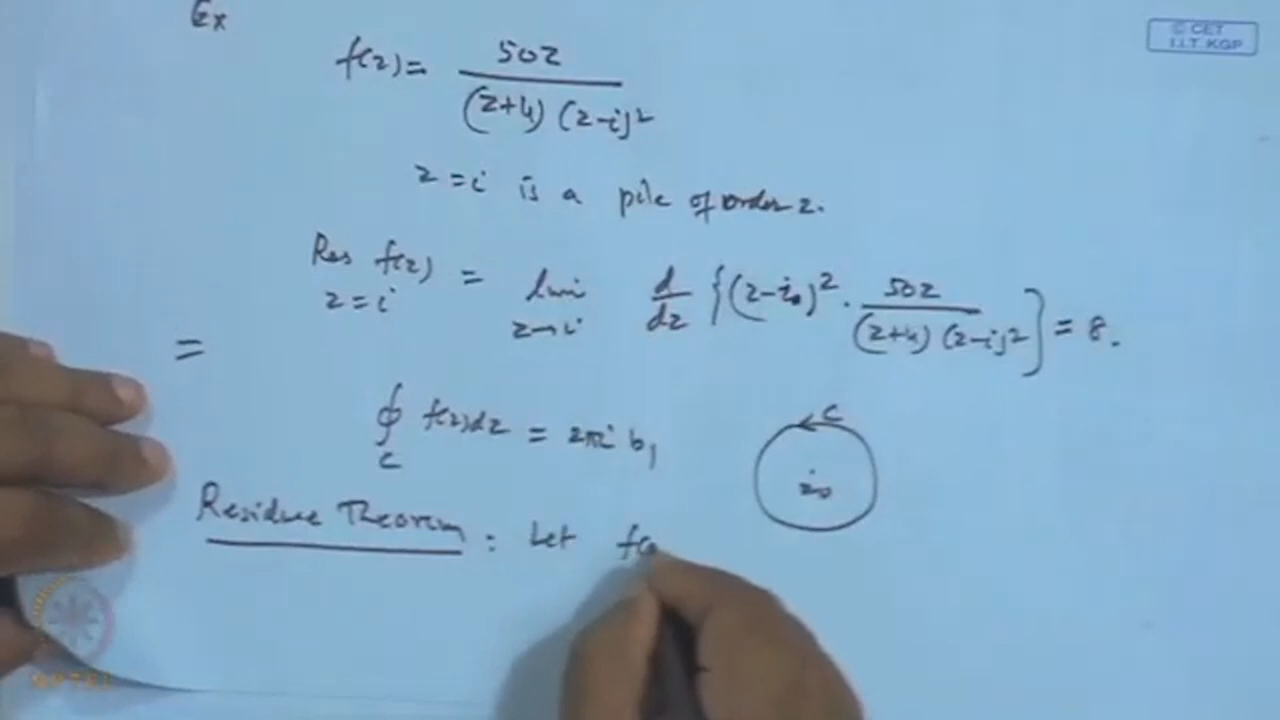 Ex
© CET
I.I.T. KGP
f(z) = 50z / (z+4) (z-i)²
z = i is a pole of order 2.
Res f(z) = lim d/dz {(z-i)² · 50z / (z+4) (z-i)²} = 8.
z = i z→i
=
∮ f(z)dz = 2πi b₁
C
C
z₀
Residue Theorem : Let f(
NPTEL